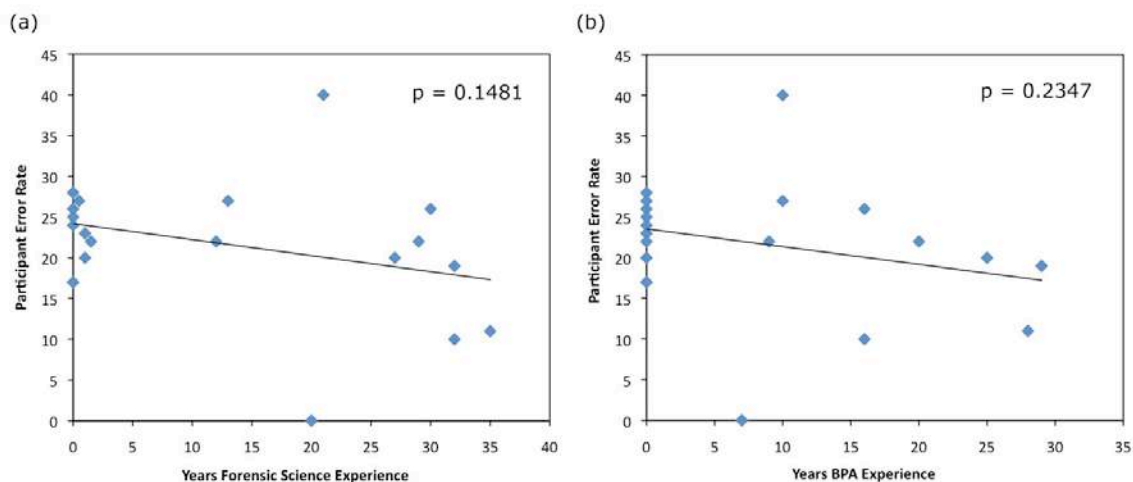 (a)
(b)
p = 0.1481
p = 0.2347
Participant Error Rate
45
40
35
30
25
20
15
10
5
0
0 5 10 15 20 25 30 35 40
Years Forensic Science Experience
Participant Error Rate
45
40
35
30
25
20
15
10
5
0
0 5 10 15 20 25 30 35
Years BPA Experience